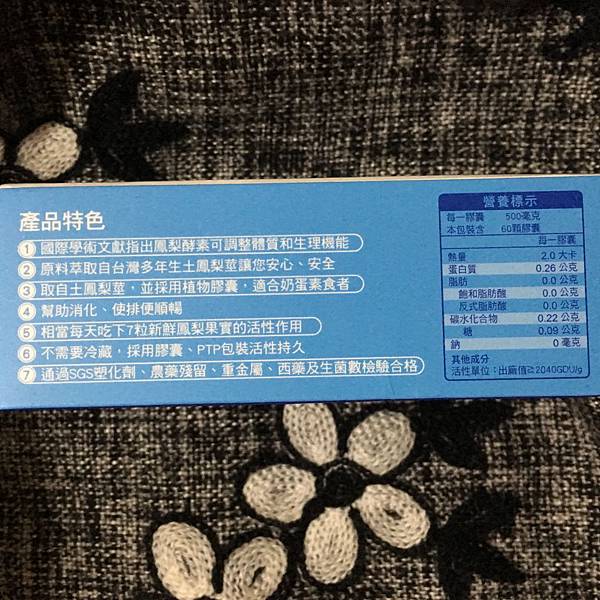 產品特色
1 國際學術文獻指出鳳梨酵素可調整體質和生理機能
2 原料萃取自台灣多年生土鳳梨莖讓您安心、安全
3 取自土鳳梨莖，並採用植物膠囊，適合奶蛋素食者
4 幫助消化、使排便順暢
5 相當每天吃下7粒新鮮鳳梨果實的活性作用
6 不需要冷藏，採用膠囊、PTP包裝活性持久
7 通過SGS塑化劑、農藥殘留、重金屬、西藥及生菌數檢驗合格
營養標示
每一膠囊 500毫克
本包裝含 60顆膠囊
每一膠囊
熱量 2.0 大卡
蛋白質 0.26 公克
脂肪 0.0 公克
飽和脂肪酸 0.0 公克
反式脂肪酸 0.0 公克
碳水化合物 0.22 公克
糖 0.09 公克
鈉 0 毫克
其他成分
活性單位：出廠值≧2040GDU/g